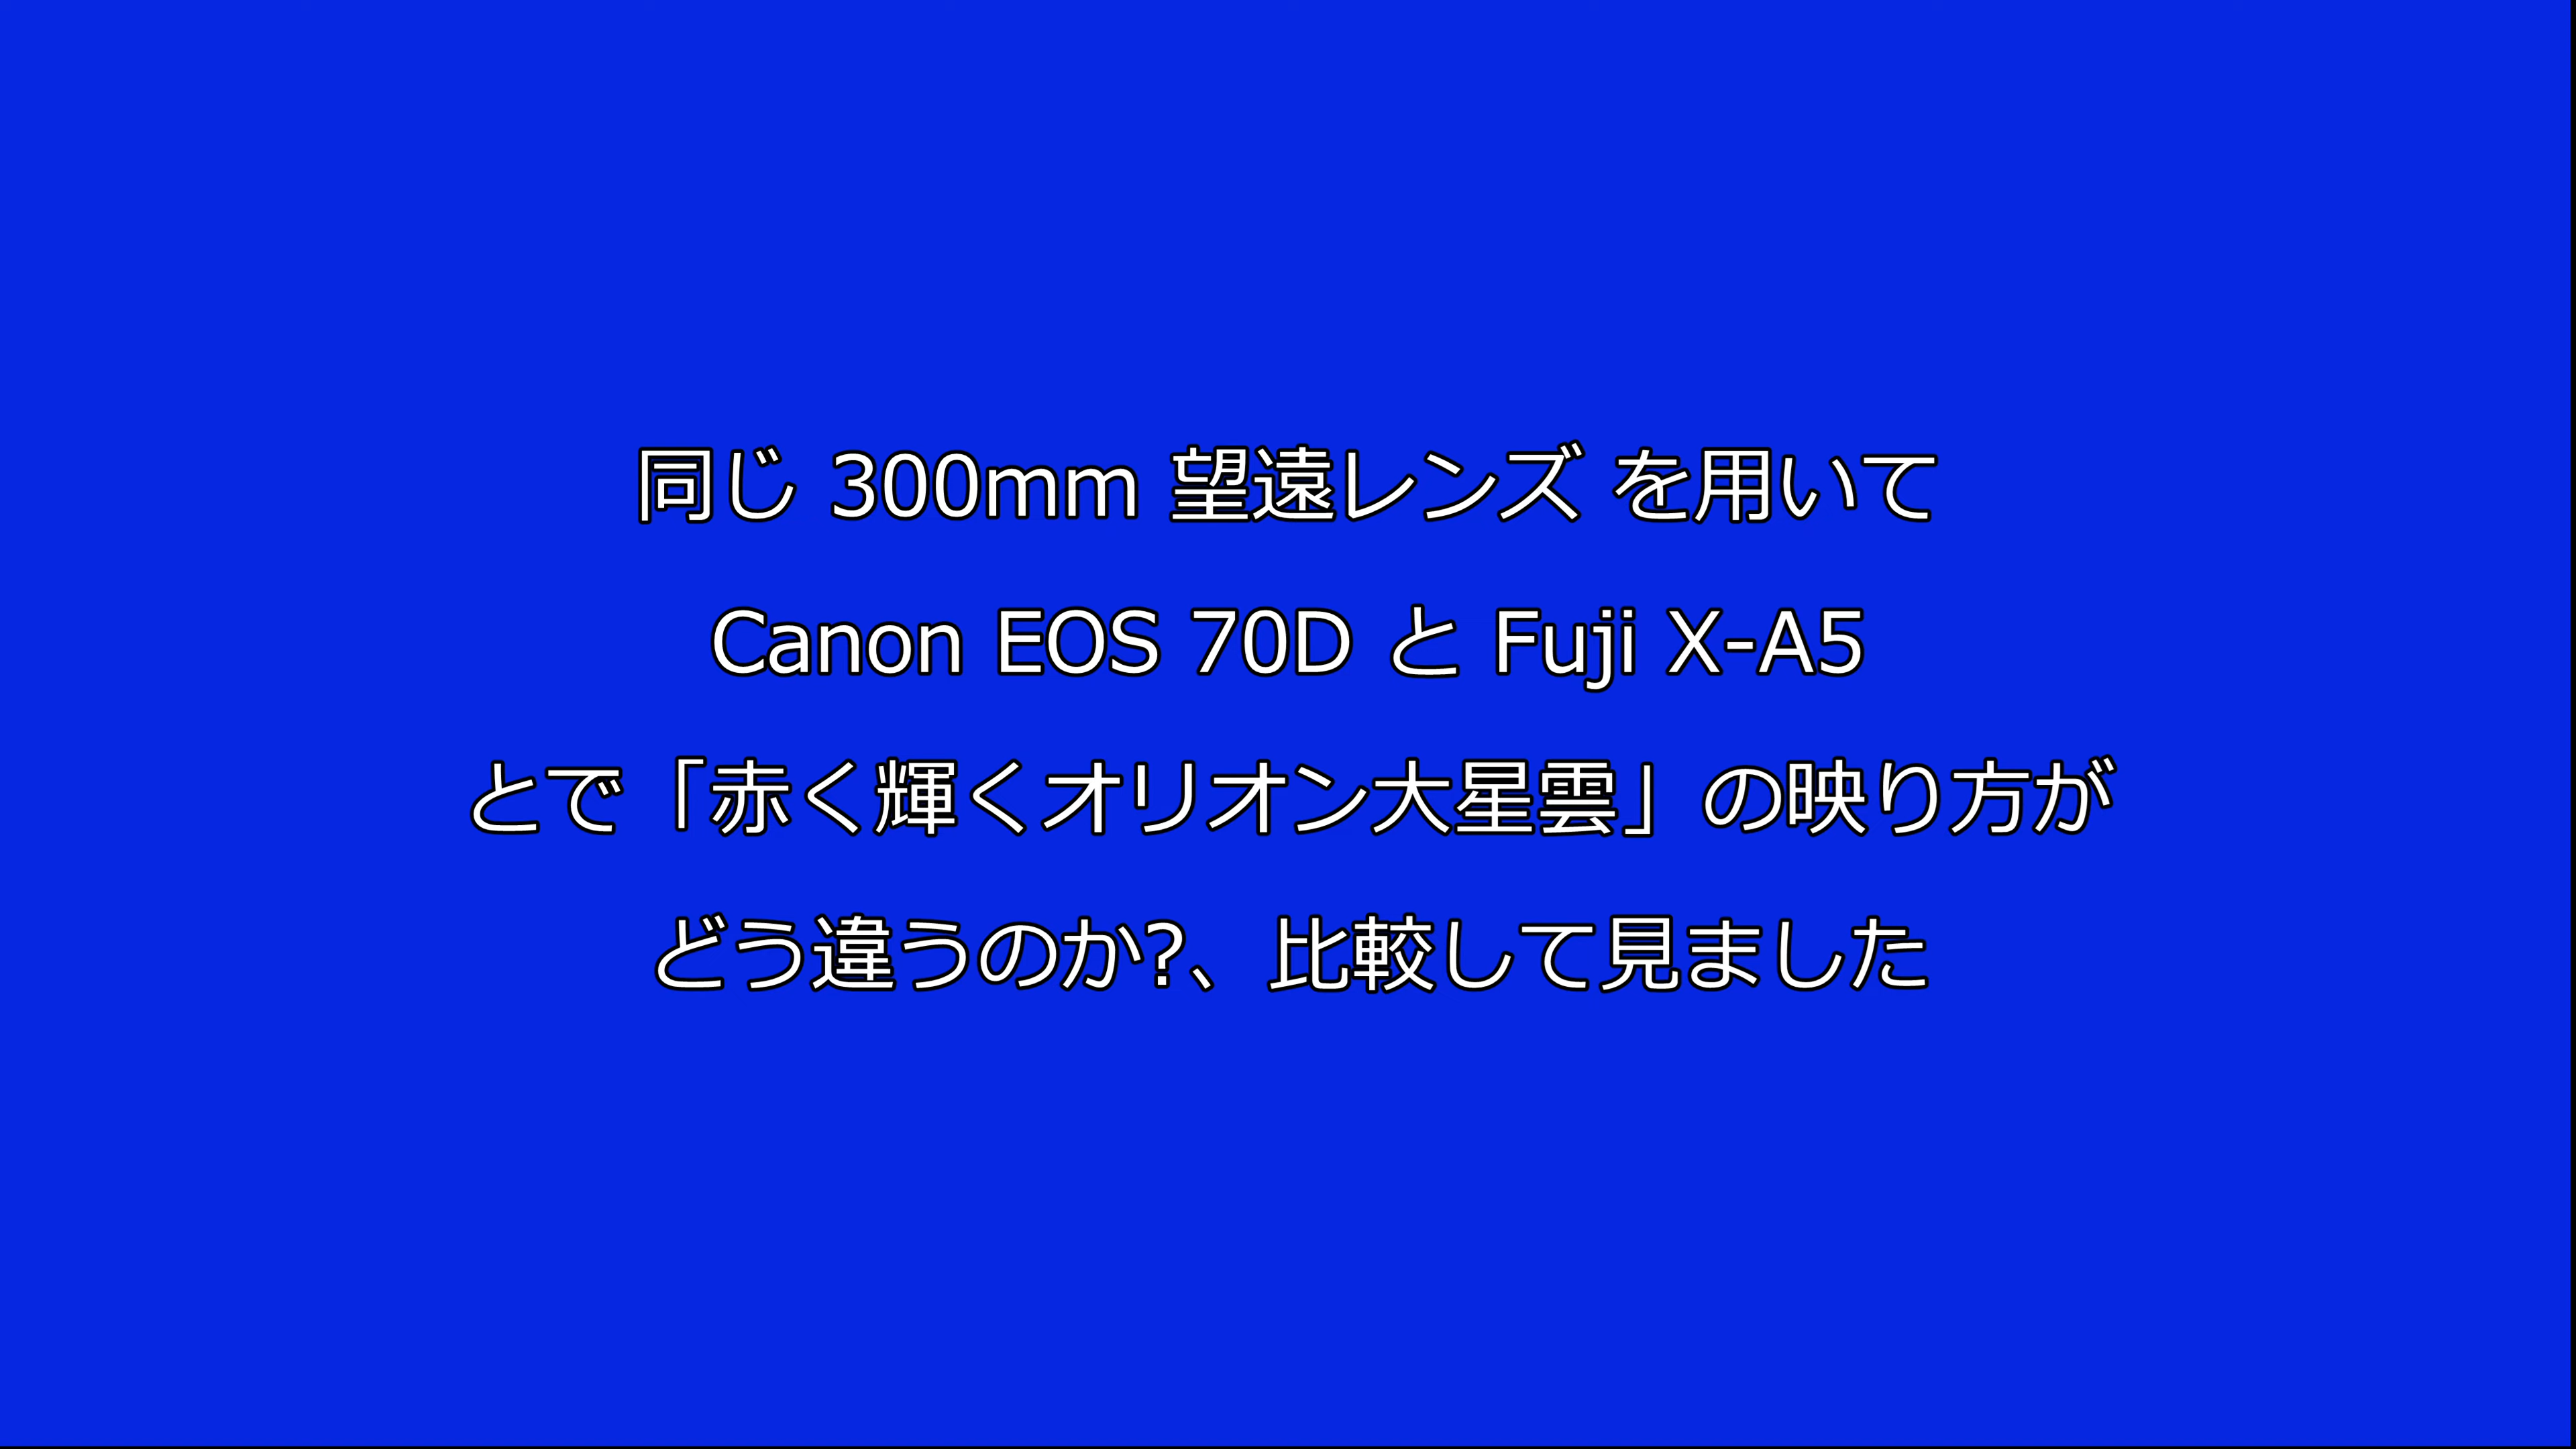 同じ 300mm 望遠レンズ を用いて
Canon EOS 70D と Fuji X-A5
とで「赤く輝くオリオン大星雲」の映り方が
どう違うのか?、比較して見ました